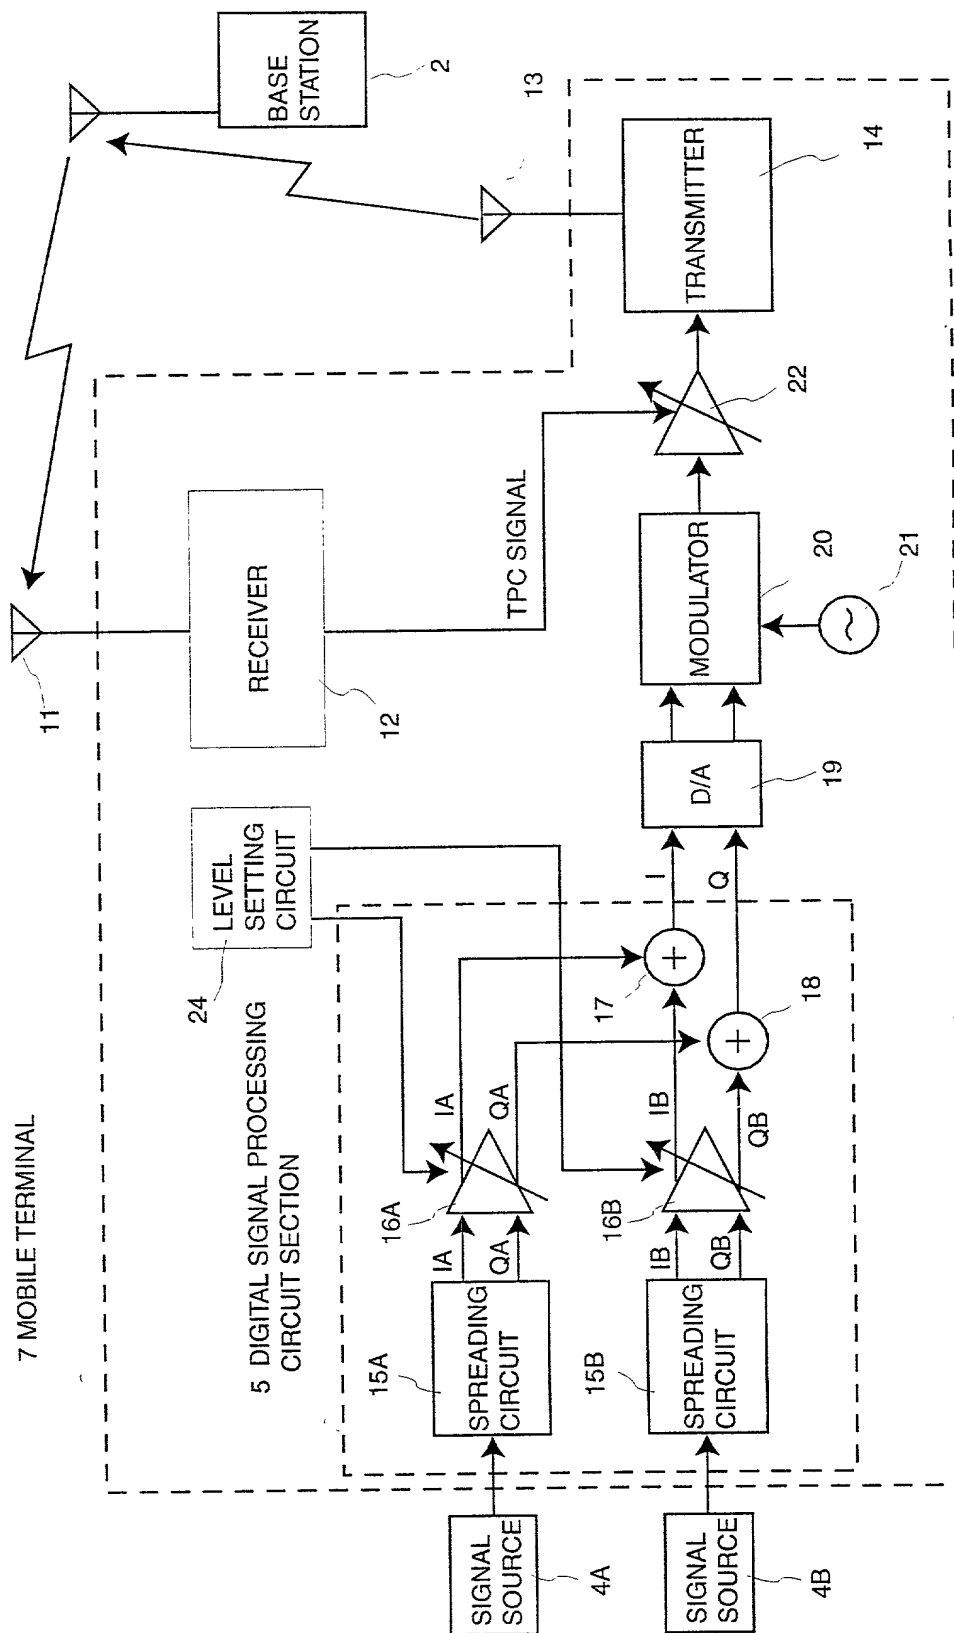 7 MOBILE TERMINAL
5 DIGITAL SIGNAL PROCESSING
CIRCUIT SECTION
11
BASE
STATION
2
13
RECEIVER
12
LEVEL
SETTING
CIRCUIT
24
TPC SIGNAL
TRANSMITTER
14
22
MODULATOR
20
21
D/A
19
I
Q
17
18
IA
QA
IB
QB
16A
16B
IA
QA
IB
QB
15A
SPREADING
CIRCUIT
15B
SPREADING
CIRCUIT
SIGNAL
SOURCE
4A
SIGNAL
SOURCE
4B